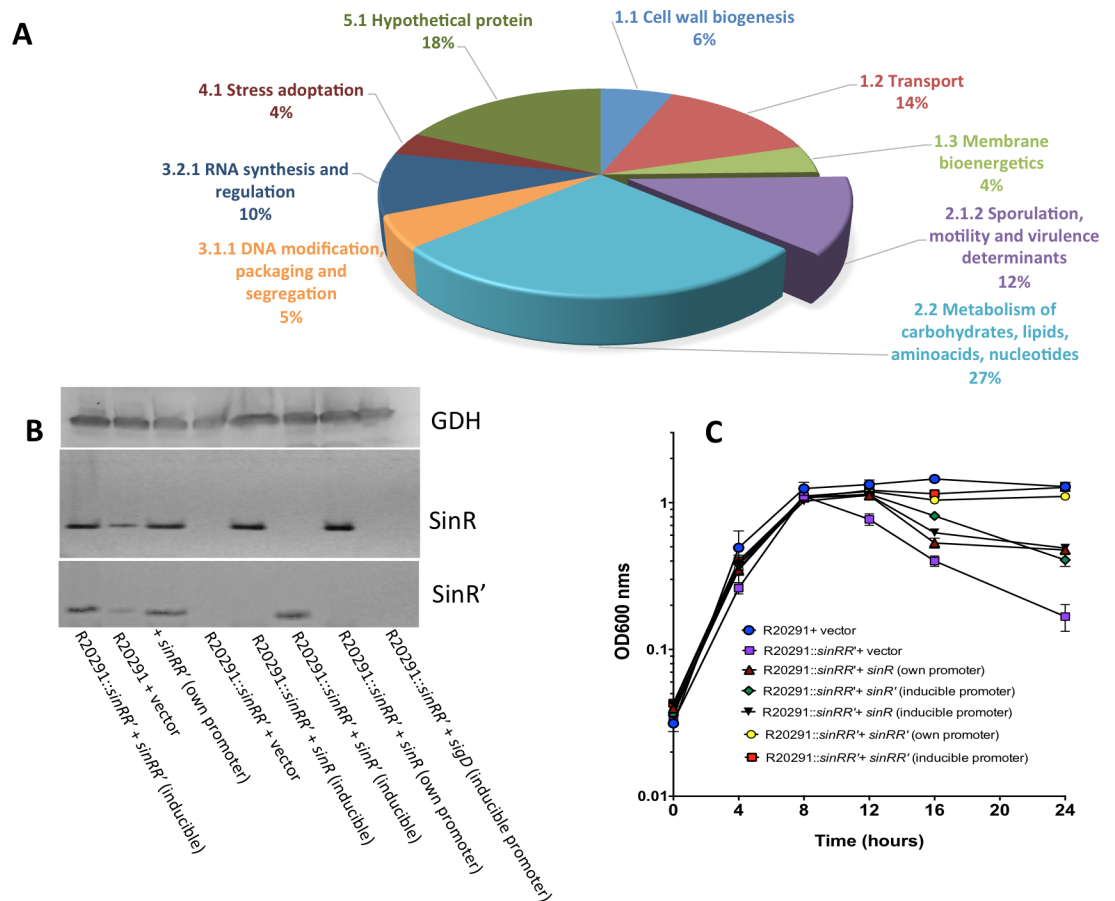 A
5.1 Hypothetical protein
18%
1.1 Cell wall biogenesis
6%
4.1 Stress adoptation
4%
1.2 Transport
14%
1.3 Membrane
bioenergetics
4%
3.2.1 RNA synthesis and
regulation
10%
2.1.2 Sporulation,
motility and virulence
determinants
12%
3.1.1 DNA modification,
packaging and
segregation
5%
2.2 Metabolism of
carbohydrates, lipids,
aminoacids, nucleotides
27%
B
GDH
SinR
SinR’
R20291::sinRR’ + sinRR’ (inducible)
R20291 + vector
+ sinRR’ (own promoter)
R20291::sinRR’ + vector
R20291::sinRR’ + sinR (inducible)
R20291::sinRR’ + sinR’ (inducible)
R20291::sinRR’ + sinR (own promoter)
R20291::sinRR’ + sigD (inducible promoter)
C
OD600 nms
1
0.1
0.01
0 4 8 12 16 20 24
Time (hours)
R20291+ vector
R20291::sinRR'+ vector
R20291::sinRR'+ sinR (own promoter)
R20291::sinRR'+ sinR' (inducible promoter)
R20291::sinRR'+ sinR (inducible promoter)
R20291::sinRR'+ sinRR' (own promoter)
R20291::sinRR'+ sinRR' (inducible promoter)